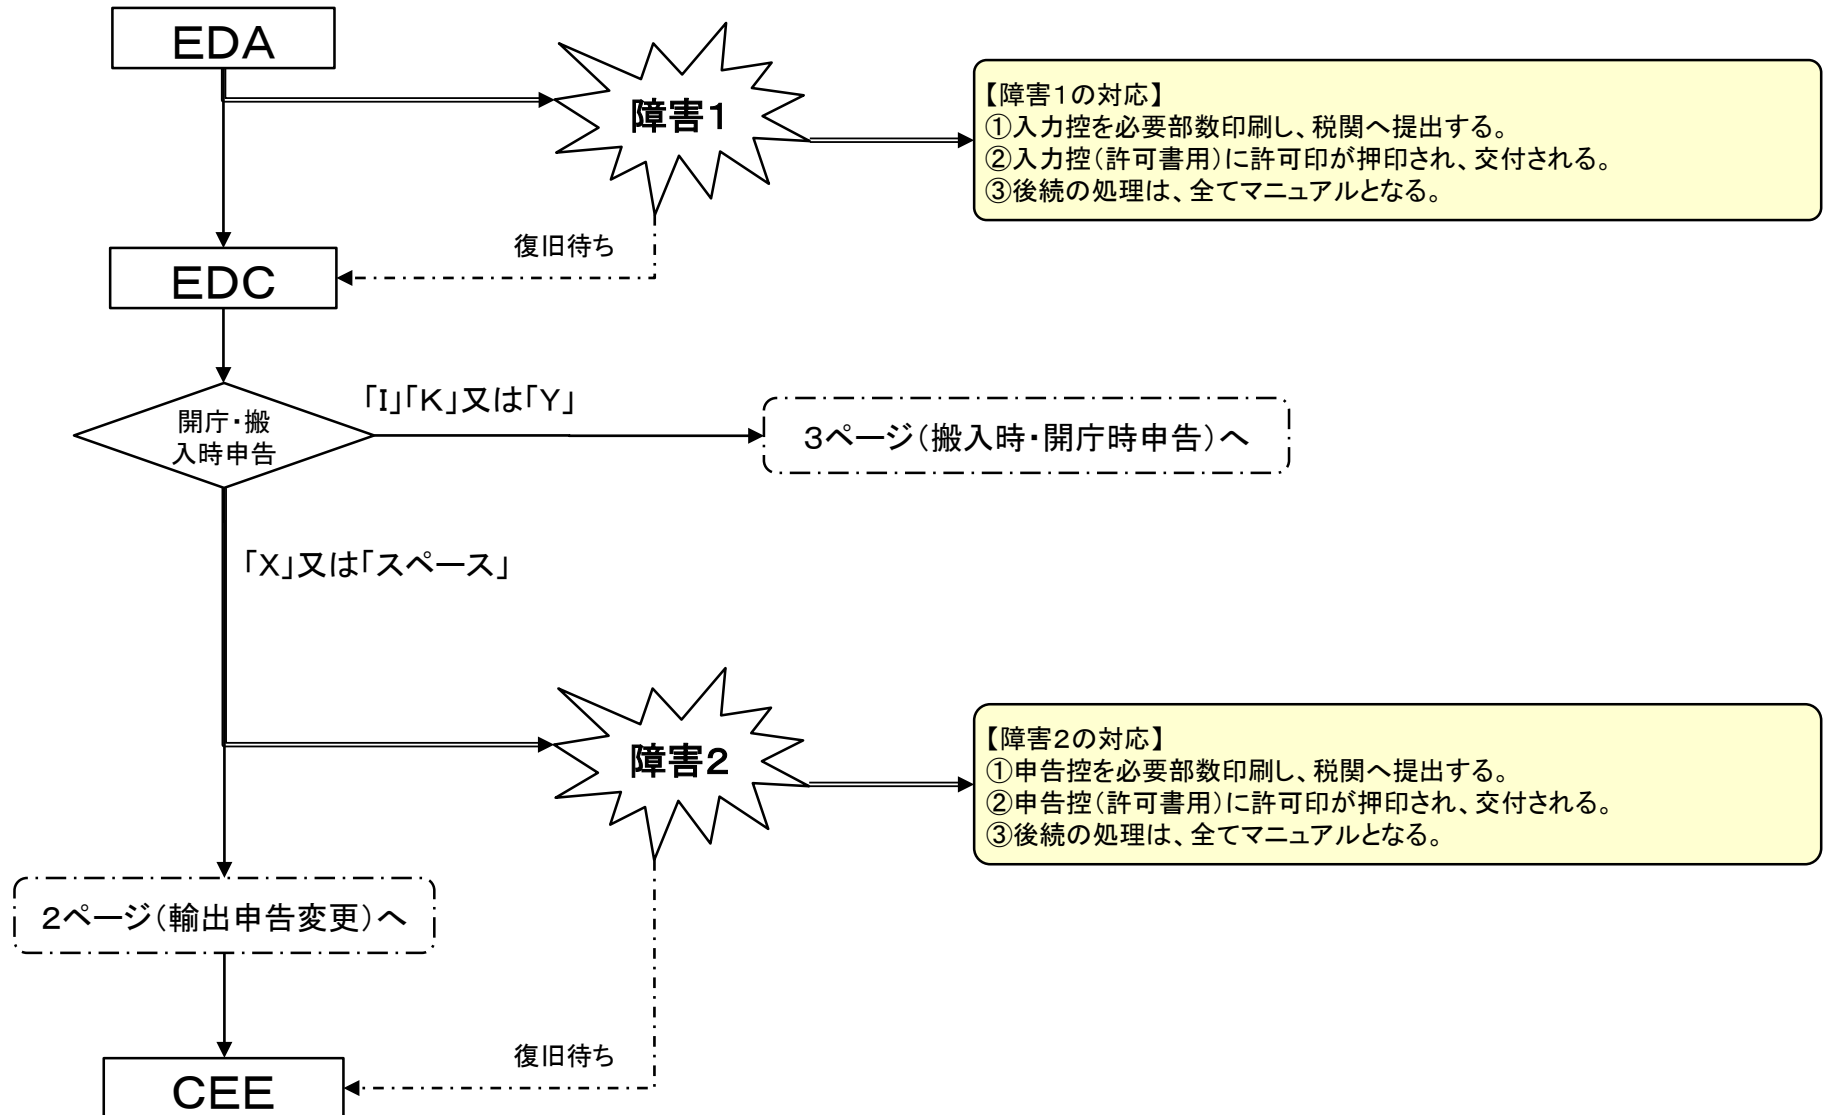 EDA
障害1
【障害1の対応】
①入力控を必要部数印刷し、税関へ提出する。
②入力控(許可書用)に許可印が押印され、交付される。
③後続の処理は、全てマニュアルとなる。
復旧待ち
EDC
開庁・搬
入時申告
「I」「K」又は「Y」
3ページ(搬入時・開庁時申告)へ
「X」又は「スペース」
障害2
【障害2の対応】
①申告控を必要部数印刷し、税関へ提出する。
②申告控(許可書用)に許可印が押印され、交付される。
③後続の処理は、全てマニュアルとなる。
2ページ(輸出申告変更)へ
復旧待ち
CEE